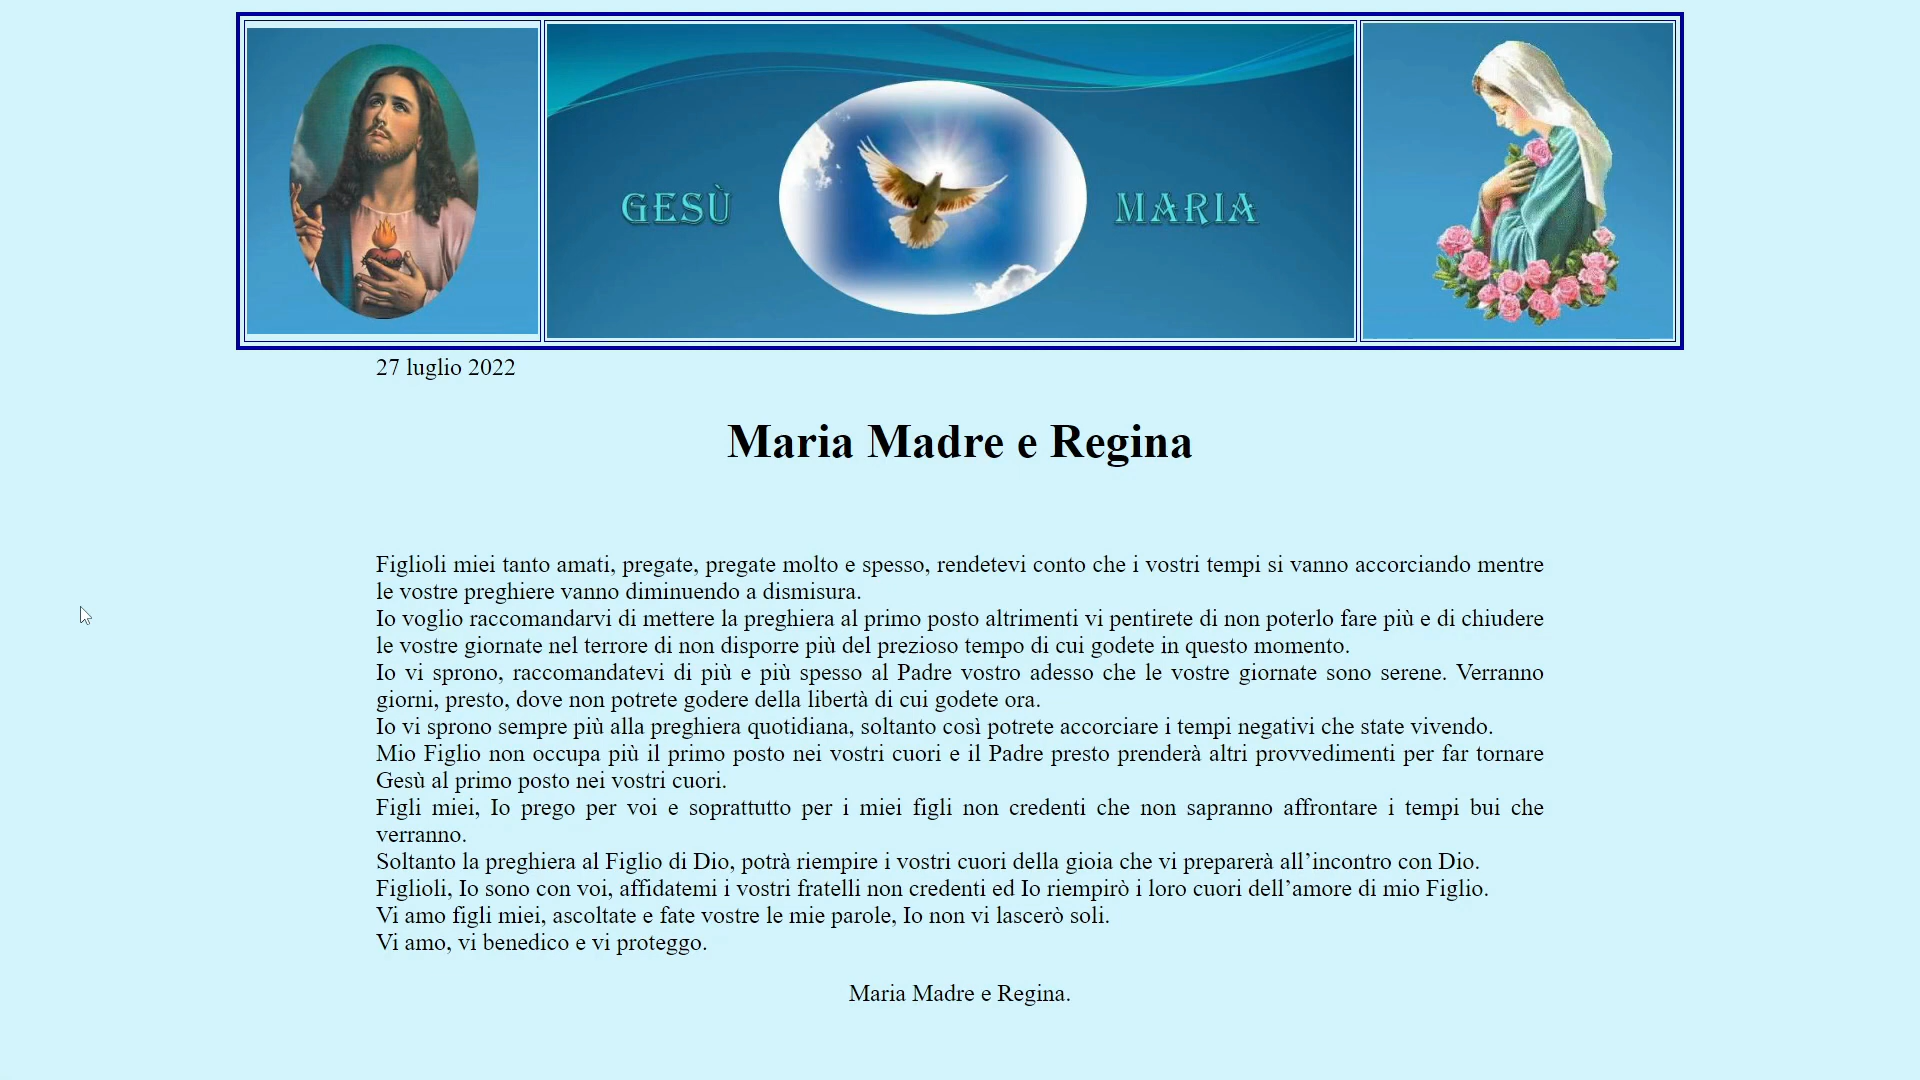 GESÙ MARIA
27 luglio 2022
Maria Madre e Regina
Figlioli miei tanto amati, pregate, pregate molto e spesso, rendetevi conto che i vostri tempi si vanno accorciando mentre
le vostre preghiere vanno diminuendo a dismisura.
Io voglio raccomandarvi di mettere la preghiera al primo posto altrimenti vi pentirete di non poterlo fare più e di chiudere
le vostre giornate nel terrore di non disporre più del prezioso tempo di cui godete in questo momento.
Io vi sprono, raccomandatevi di più e più spesso al Padre vostro adesso che le vostre giornate sono serene. Verranno
giorni, presto, dove non potrete godere della libertà di cui godete ora.
Io vi sprono sempre più alla preghiera quotidiana, soltanto così potrete accorciare i tempi negativi che state vivendo.
Mio Figlio non occupa più il primo posto nei vostri cuori e il Padre presto prenderà altri provvedimenti per far tornare
Gesù al primo posto nei vostri cuori.
Figli miei, Io prego per voi e soprattutto per i miei figli non credenti che non sapranno affrontare i tempi bui che
verranno.
Soltanto la preghiera al Figlio di Dio, potrà riempire i vostri cuori della gioia che vi preparerà all’incontro con Dio.
Figlioli, Io sono con voi, affidatemi i vostri fratelli non credenti ed Io riempirò i loro cuori dell’amore di mio Figlio.
Vi amo figli miei, ascoltate e fate vostre le mie parole, Io non vi lascerò soli.
Vi amo, vi benedico e vi proteggo.
Maria Madre e Regina.